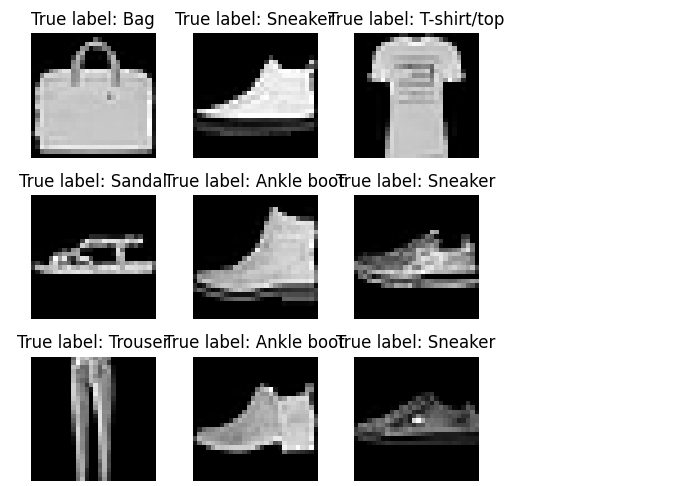 True label: Bag
True label: Sneaker
True label: T-shirt/top
True label: Sandal
True label: Ankle boot
True label: Sneaker
True label: Trouser
True label: Ankle boot
True label: Sneaker